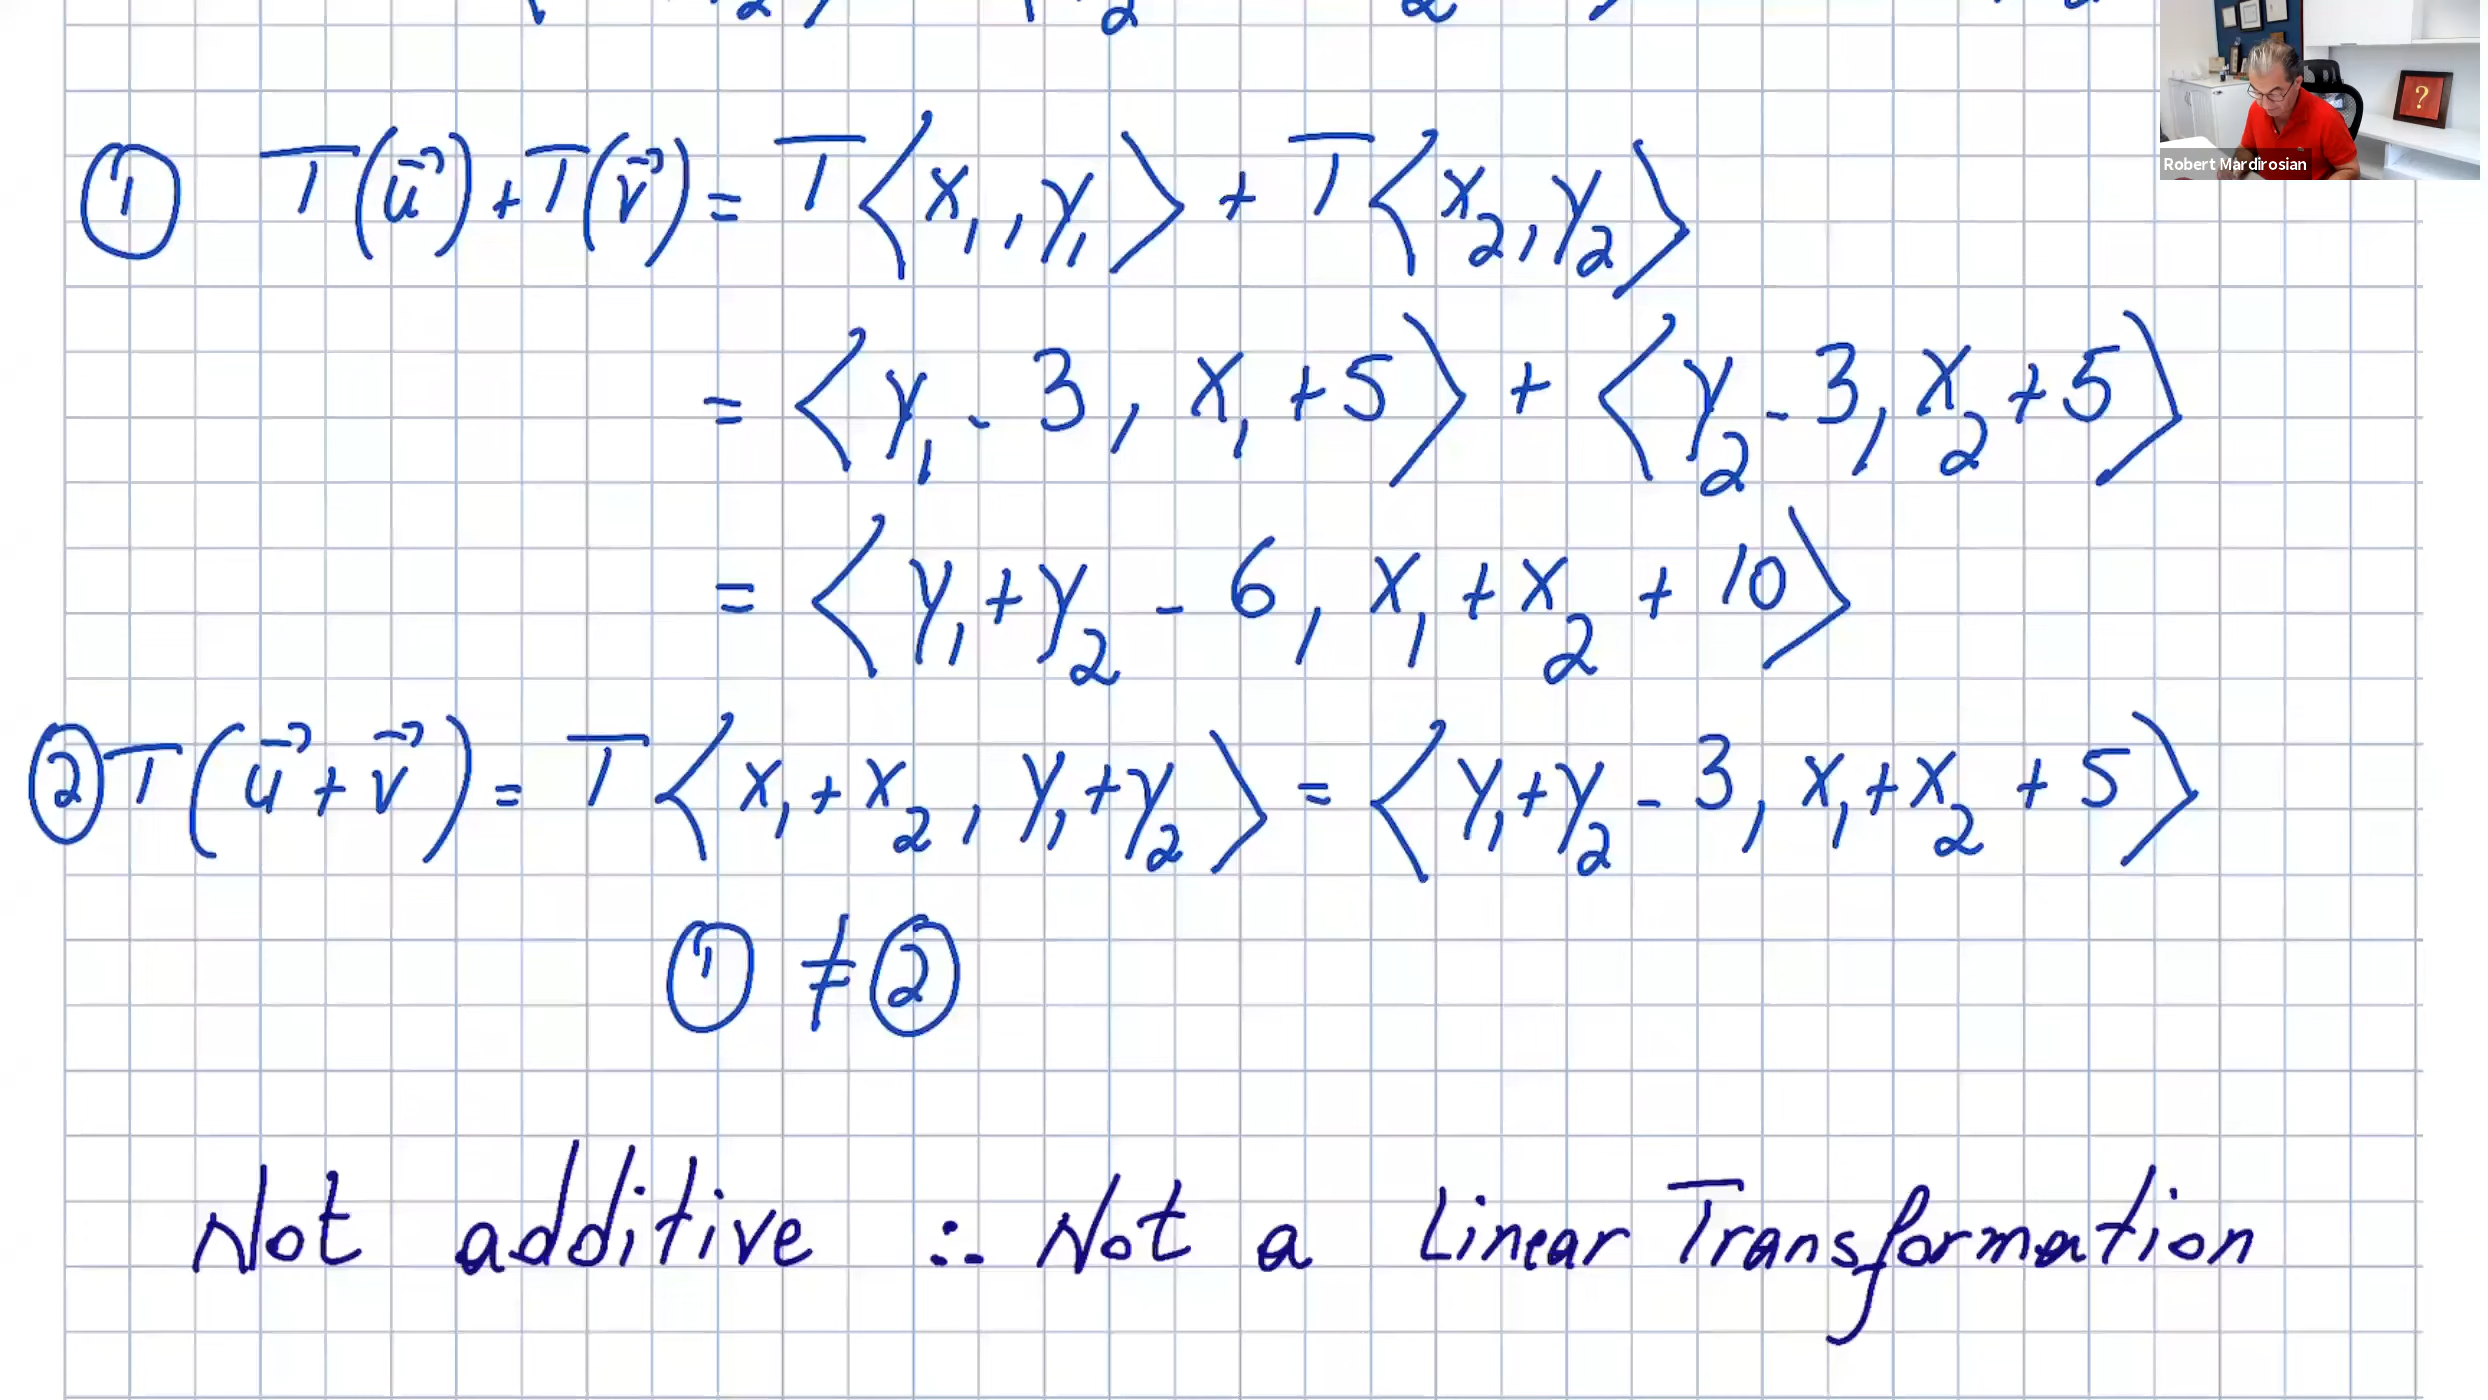 ?
Robert Mardirosian
① T(u⃗) + T(v⃗) = T⟨x₁, y₁⟩ + T⟨x₂, y₂⟩
= ⟨y₁ - 3, x₁ + 5⟩ + ⟨y₂ - 3, x₂ + 5⟩
= ⟨y₁ + y₂ - 6, x₁ + x₂ + 10⟩
② T(u⃗ + v⃗) = T⟨x₁ + x₂, y₁ + y₂⟩ = ⟨y₁ + y₂ - 3, x₁ + x₂ + 5⟩
① ≠ ②
Not additive ∴ Not a Linear Transformation